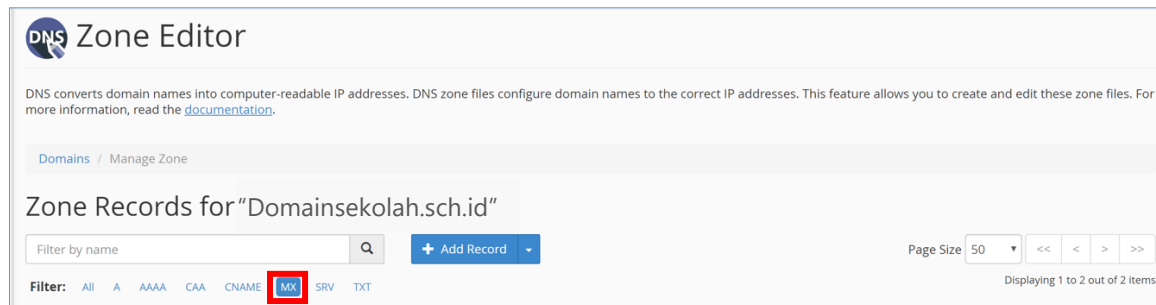 DNS Zone Editor
DNS converts domain names into computer-readable IP addresses. DNS zone files configure domain names to the correct IP addresses. This feature allows you to create and edit these zone files. For
more information, read the documentation.
Domains / Manage Zone
Zone Records for "Domainsekolah.sch.id"
Filter by name + Add Record Page Size 50 << < > >>
Filter: All A AAAA CAA CNAME MX SRV TXT Displaying 1 to 2 out of 2 items